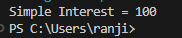 Simple Interest = 100
PS C:\Users\ranji>